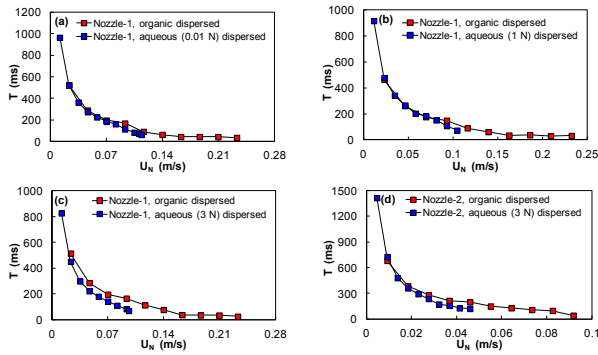 (a)
Nozzle-1, organic dispersed
Nozzle-1, aqueous (0.01 N) dispersed
T (ms)
1200
1000
800
600
400
200
0
0 0.07 0.14 0.21 0.28
U_N (m/s)
(b)
Nozzle-1, organic dispersed
Nozzle-1, aqueous (1 N) dispersed
T (ms)
1000
800
600
400
200
0
0 0.05 0.1 0.15 0.2 0.25
U_N (m/s)
(c)
Nozzle-1, organic dispersed
Nozzle-1, aqueous (3 N) dispersed
T (ms)
1000
800
600
400
200
0
0 0.07 0.14 0.21 0.28
U_N (m/s)
(d)
Nozzle-2, organic dispersed
Nozzle-2, aqueous (3 N) dispersed
T (ms)
1500
1200
900
600
300
0
0 0.02 0.04 0.06 0.08 0.1
U_N (m/s)